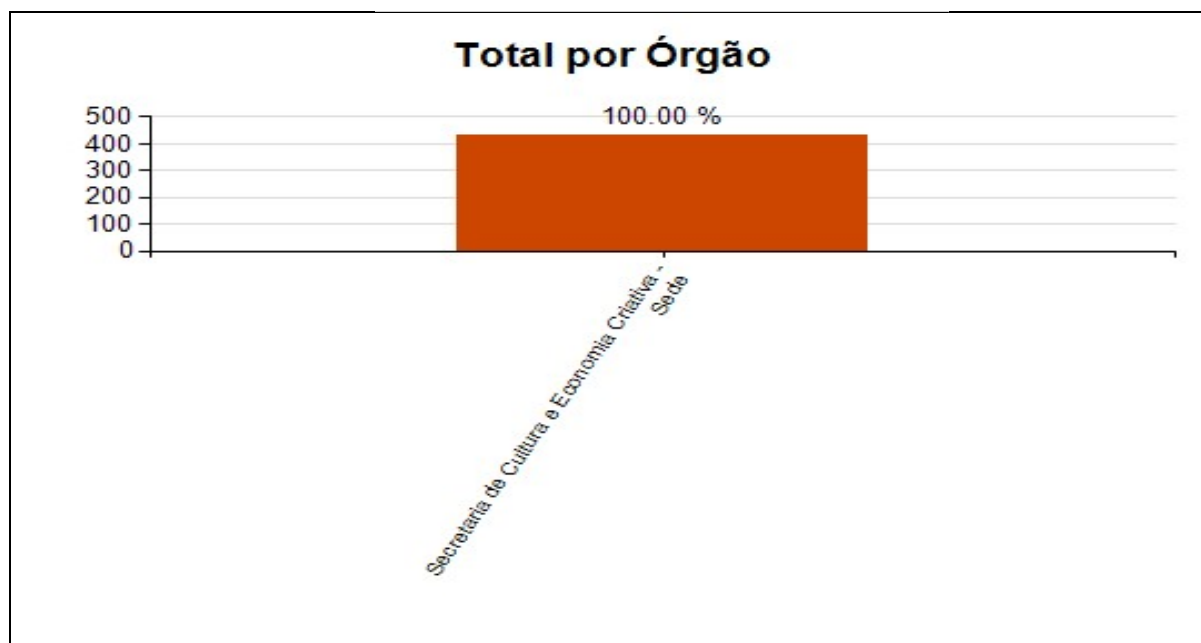 Total por Órgão
500
400
300
200
100
0
100.00 %
Secretaria de Cultura e Economia Criativa -
Sede